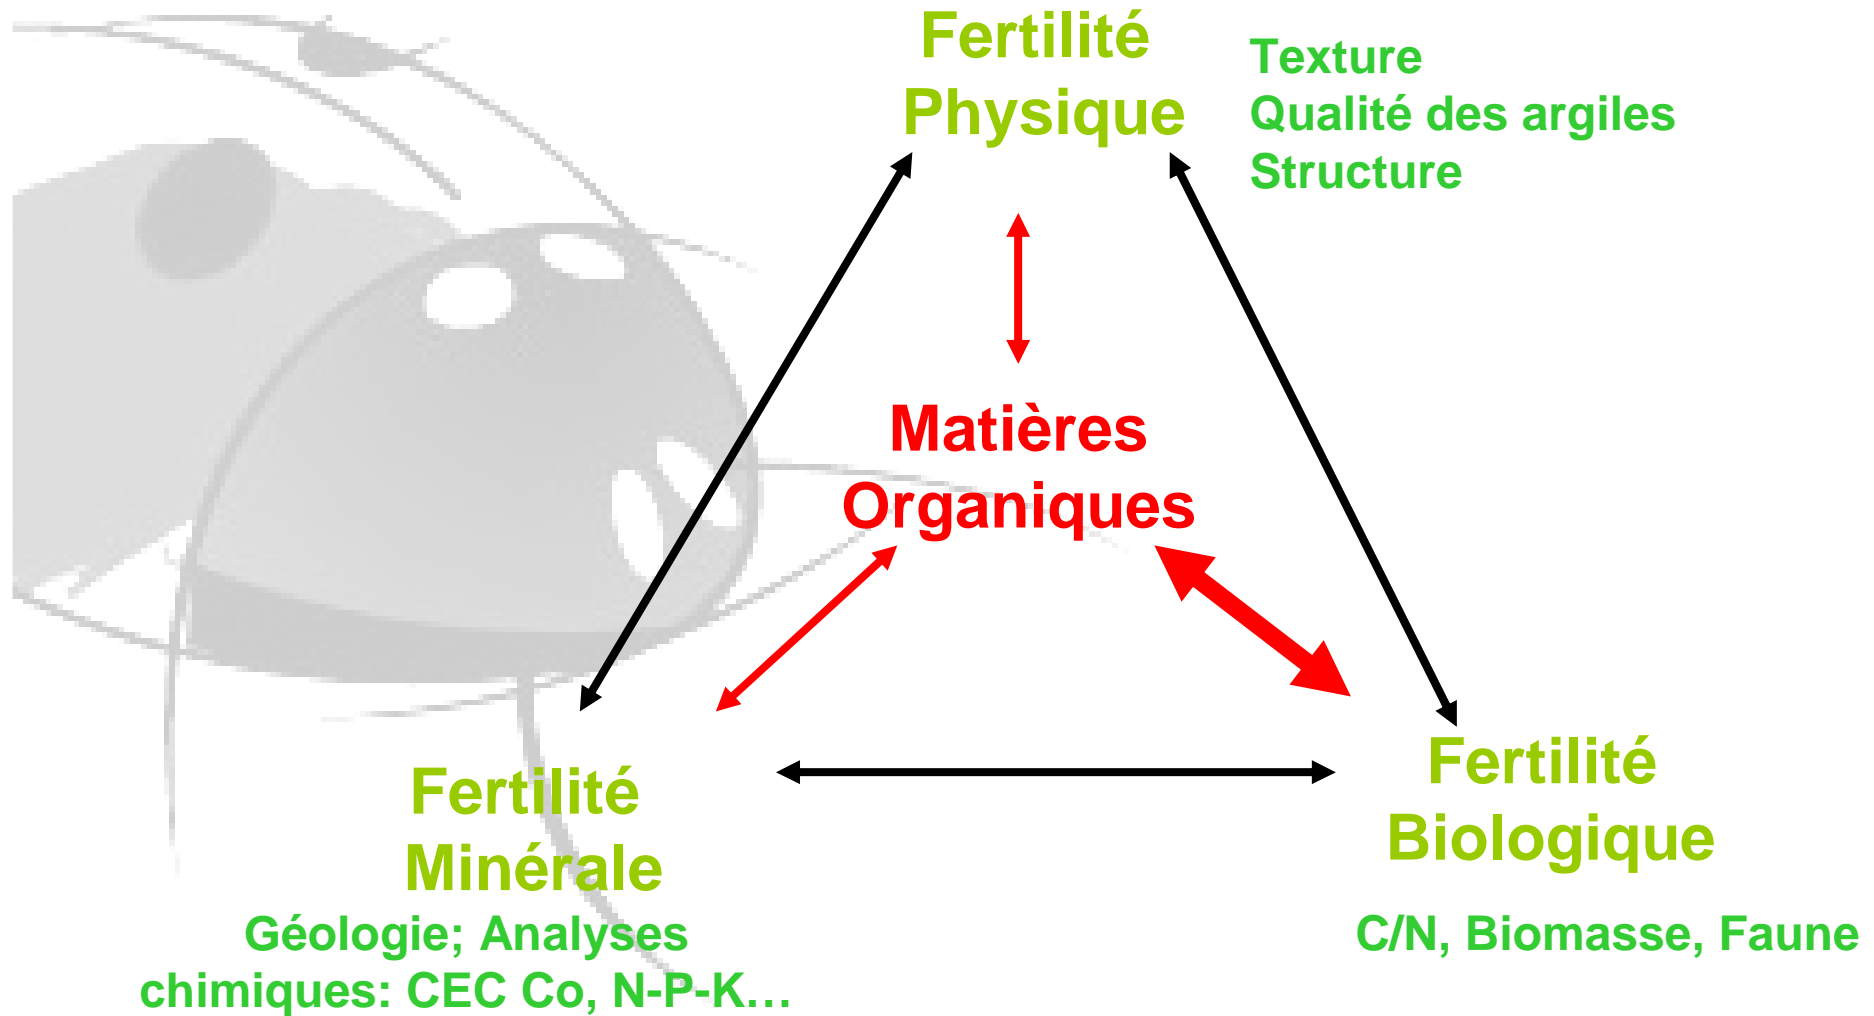 Fertilité
Physique
Texture
Qualité des argiles
Structure
Matières
Organiques
Fertilité
Minérale
Géologie; Analyses
chimiques: CEC Co, N-P-K…
Fertilité
Biologique
C/N, Biomasse, Faune